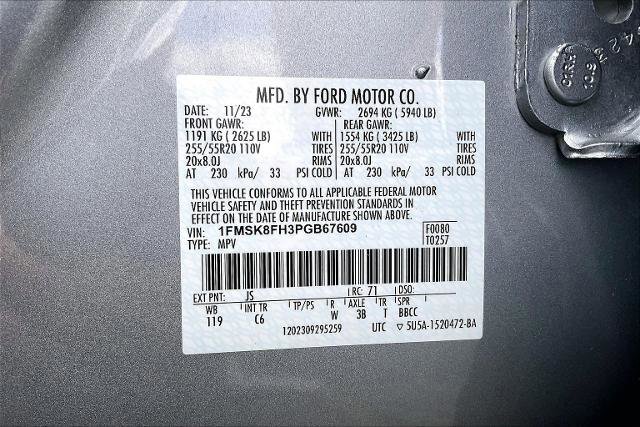 MFD. BY FORD MOTOR CO.
DATE: 11/23 GVWR: 2694 KG ( 5940 LB)
FRONT GAWR: REAR GAWR:
1191 KG ( 2625 LB) WITH 1554 KG ( 3425 LB) WITH
255/55R20 110V TIRES 255/55R20 110V TIRES
20x8.0J RIMS 20x8.0J RIMS
AT 230 kPa/ 33 PSI COLD AT 230 kPa/ 33 PSI COLD
THIS VEHICLE CONFORMS TO ALL APPLICABLE FEDERAL MOTOR
VEHICLE SAFETY AND THEFT PREVENTION STANDARDS IN
EFFECT ON THE DATE OF MANUFACTURE SHOWN ABOVE.
VIN: 1FMSK8FH3PGB67609 F0080
TYPE: MPV T0257
EXT PNT: JS RC: 71 DSO:
WB INT TR TP/PS R AXLE TR SPR
119 C6 W 3B T BBCC
1202309295259 UTC ▽ 5U5A-1520472-BA